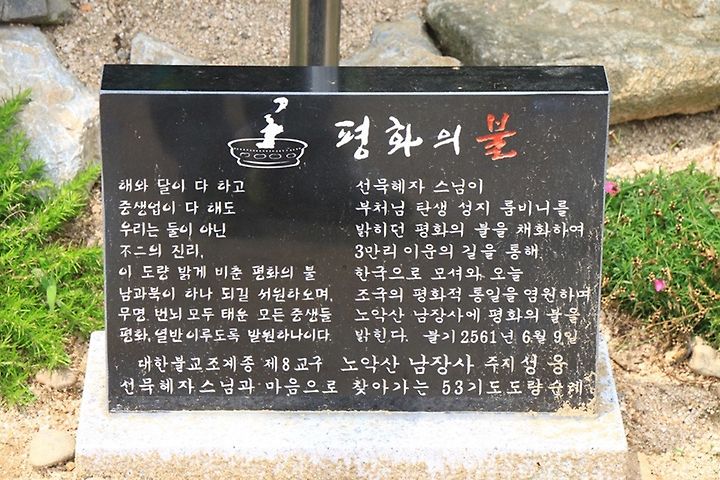 평화의 불
해와 달이 다 하고
중생업이 다 해도
우리는 둘이 아닌
不二의 진리,
이 도량 밝게 비춘 평화의 불
남과북이 하나 되길 서원하오며,
무명 번뇌 모두 태운 모든 중생들
평화, 열반이루도록 발원하나이다.
선묵혜자 스님이
부처님 탄생 성지 룸비니를
밝히던 평화의 불을 채화하여
3만리 이운의 길을 통해
한국으로 모셔와 오늘
조국의 평화적 통일을 염원하며
노악산 남장사에 평화의 불을
밝힌다. 불기 2561년 6월 9일
대한불교조계종 제8교구 노악산 남장사 주지 성웅
선묵혜자스님과 마음으로 찾아가는 53기도도량순례